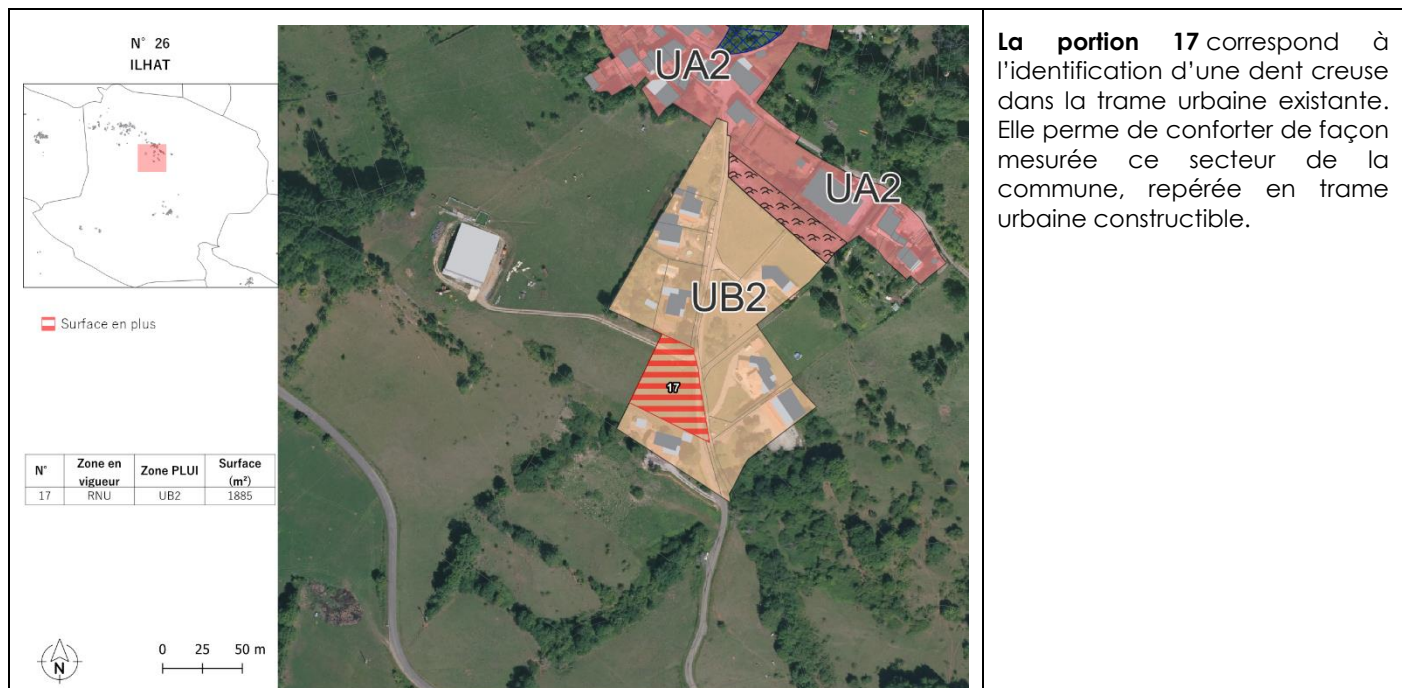 N° 26
ILHAT
Surface en plus
N° Zone en vigueur Zone PLUI Surface (m²)
17 RNU UB2 1885
N
0 25 50 m
UA2
UA2
UB2
17
La portion 17 correspond à
l'identification d'une dent creuse
dans la trame urbaine existante.
Elle perme de conforter de façon
mesurée ce secteur de la
commune, repérée en trame
urbaine constructible.